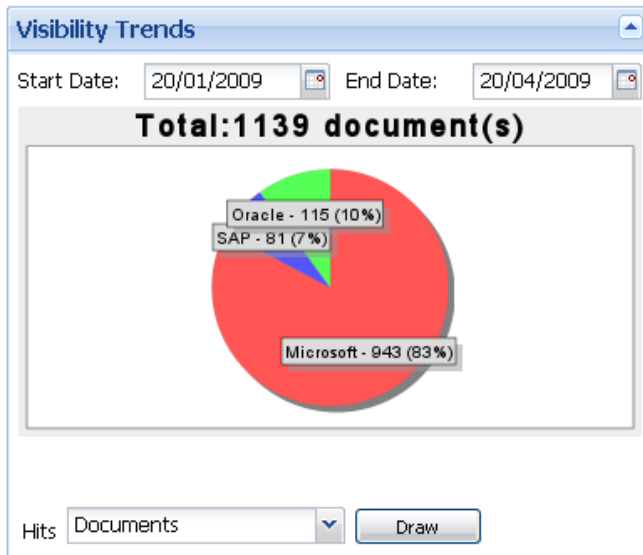 Visibility Trends
Start Date: 20/01/2009 End Date: 20/04/2009
Total:1139 document(s)
Oracle - 115 (10%)
SAP - 81 (7%)
Microsoft - 943 (83%)
Hits Documents Draw